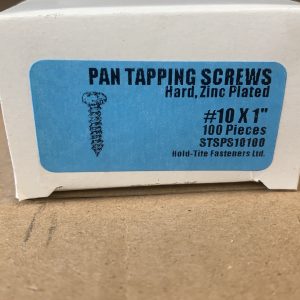 PAN TAPPING SCREWS
Hard, Zinc Plated
#10 X 1"
100 Pieces
STSPS10100
Hold-Tite Fasteners Ltd.